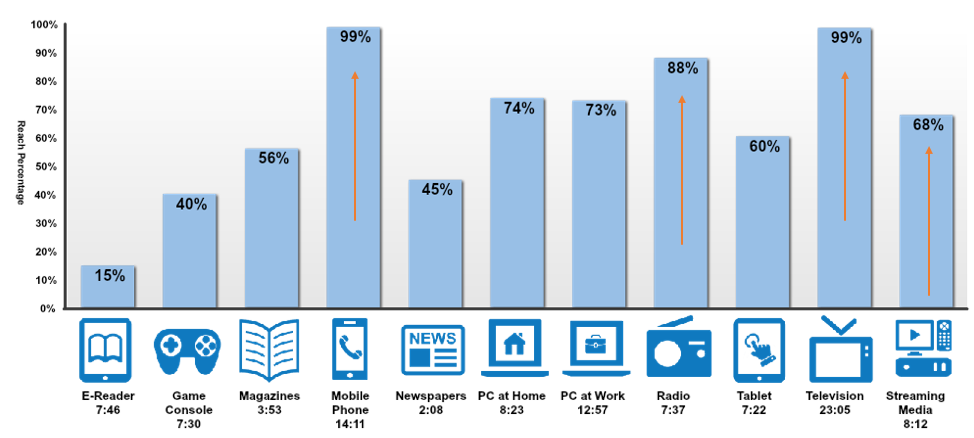 100%
90%
80%
70%
60%
50%
40%
30%
20%
10%
0%
Reach Percentage
15%
40%
56%
99%
45%
74%
73%
88%
60%
99%
68%
NEWS
E-Reader
7:46
Game
Console
7:30
Magazines
3:53
Mobile
Phone
14:11
Newspapers
2:08
PC at Home
8:23
PC at Work
12:57
Radio
7:37
Tablet
7:22
Television
23:05
Streaming
Media
8:12